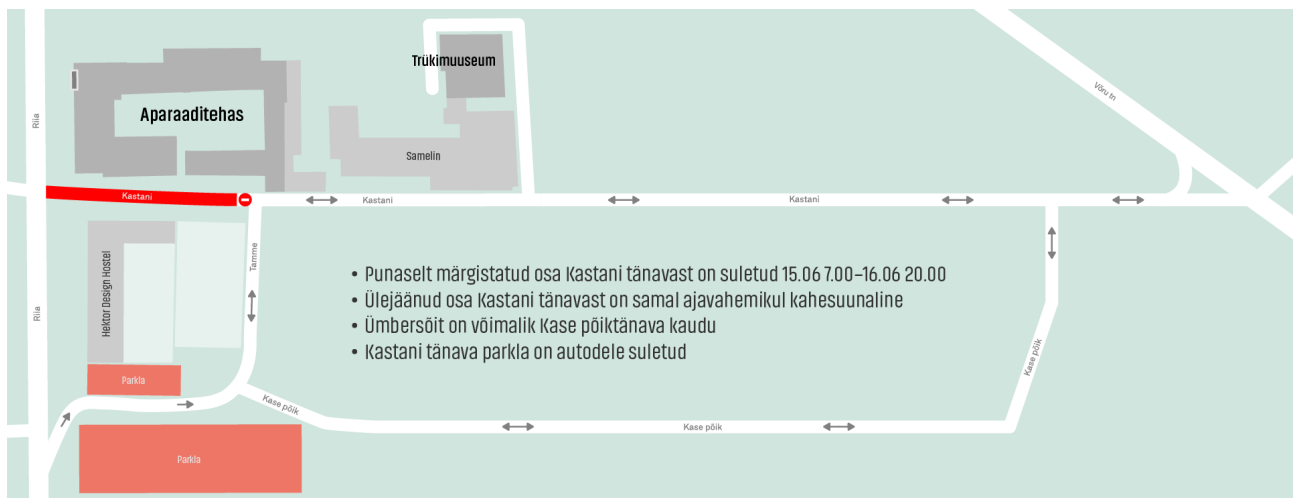 Trükimuuseum
Aparaaditehas
Võru tn
Riia
Samelin
Kastani
Kastani
Kastani
Hektor Design Hostel
Tamme
• Punaselt märgistatud osa Kastani tänavast on suletud 15.06 7.00–16.06 20.00
• Ülejäänud osa Kastani tänavast on samal ajavahemikul kahesuunaline
• Ümbersõit on võimalik Kase põiktänava kaudu
• Kastani tänava parkla on autodele suletud
Riia
Kase põik
Parkla
Kase põik
Kase põik
Parkla